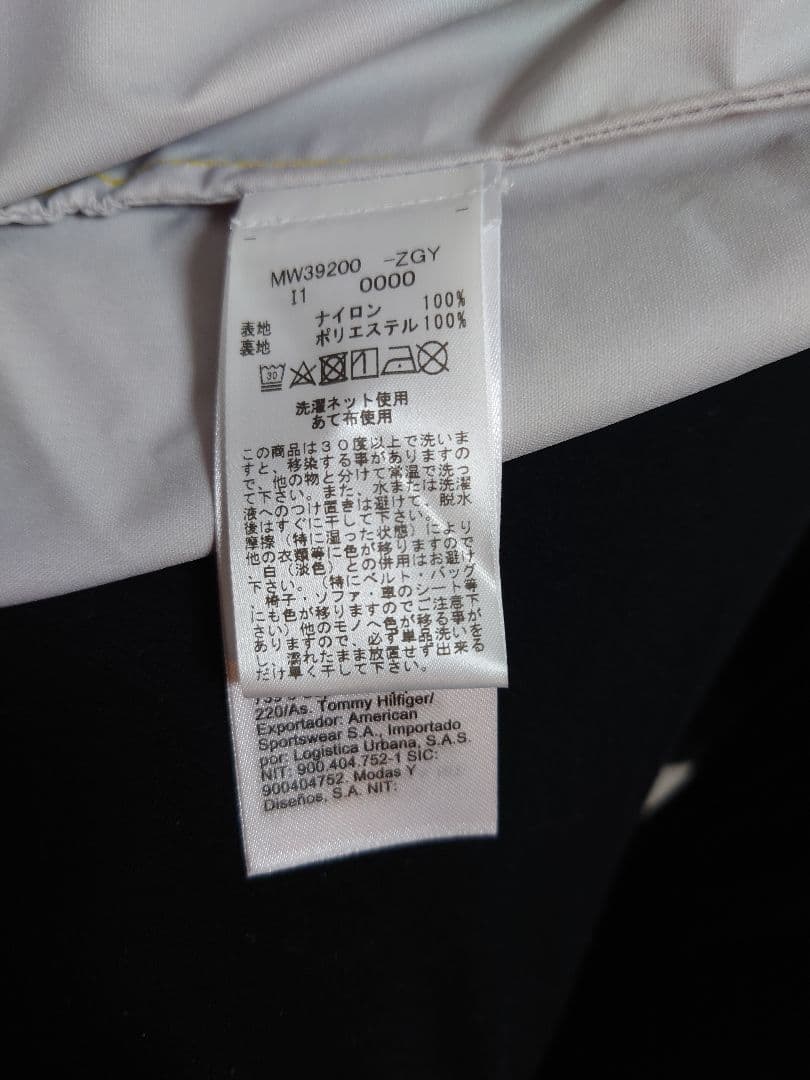 MW39200 -ZGY
I1 0000
表地 ナイロン 100%
裏地 ポリエステル100%
30
洗濯ネット使用
あて布使用
この商品は30度以上で洗いま
すと、移染する事がありますの
で、他の物と分けて常温で洗っ
て下さい。また、水または洗濯
液へのつけ置きは避けて、脱水
後はすぐに干して下さい。
摩擦(特に湿った状態)により
他の衣類等に色が移りますので
、白(淡色)との併用はお避け
下さい。(特にベルト・バッグ
、椅子・ソファ・車のシート等
にも色が移りますのでご注意下
さい)他のモノへ色が移る事が
ありますので、必ず単品洗いを
し、濡れたまま放置せず出来る
だけ早く干して下さい。
220/As. Tommy Hilfiger/
Exportador: American
Sportswear S.A., Importado
por: Logistica Urbana, S.A.S.
NIT: 900.404.752-1 SIC:
900404752. Modas Y
Diseños, S.A. NIT: